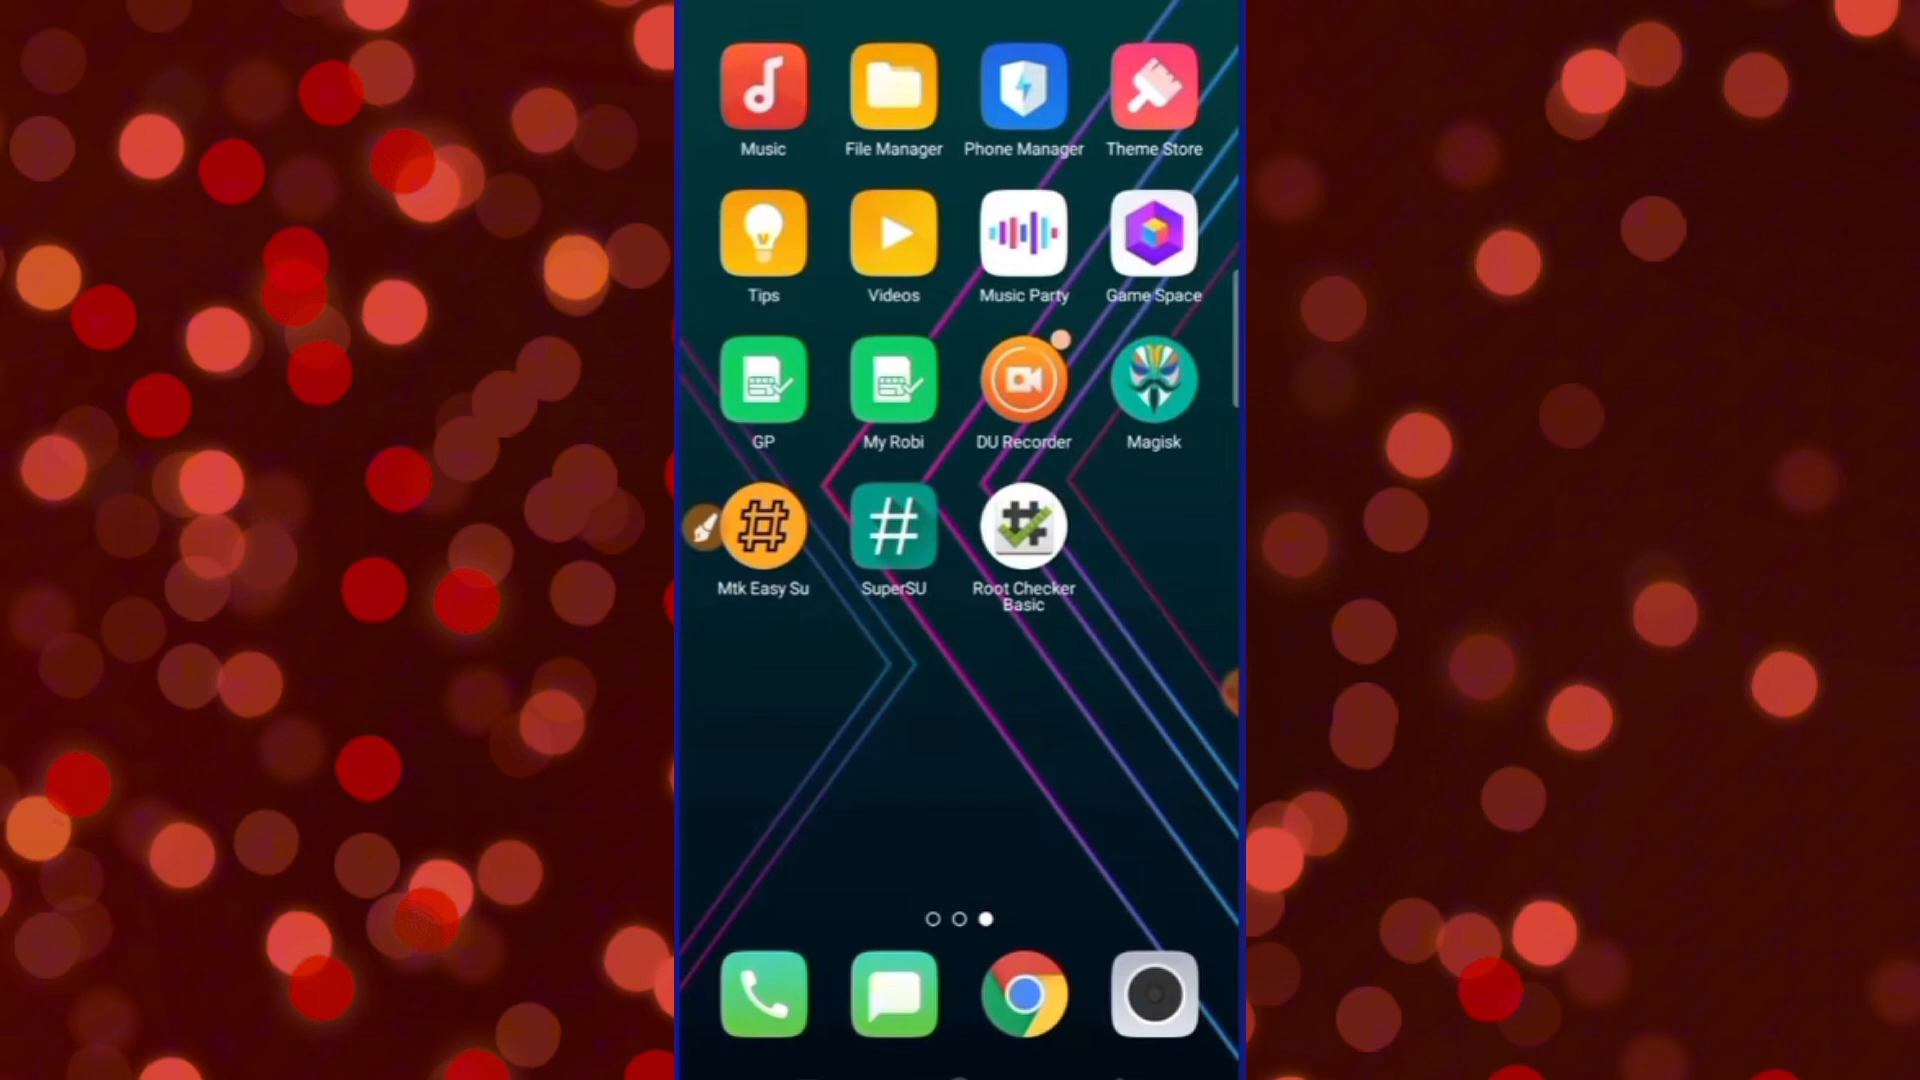 Music File Manager Phone Manager Theme Store
Tips Videos Music Party Game Space
GP My Robi DU Recorder Magisk
Mtk Easy Su SuperSU Root Checker
Basic